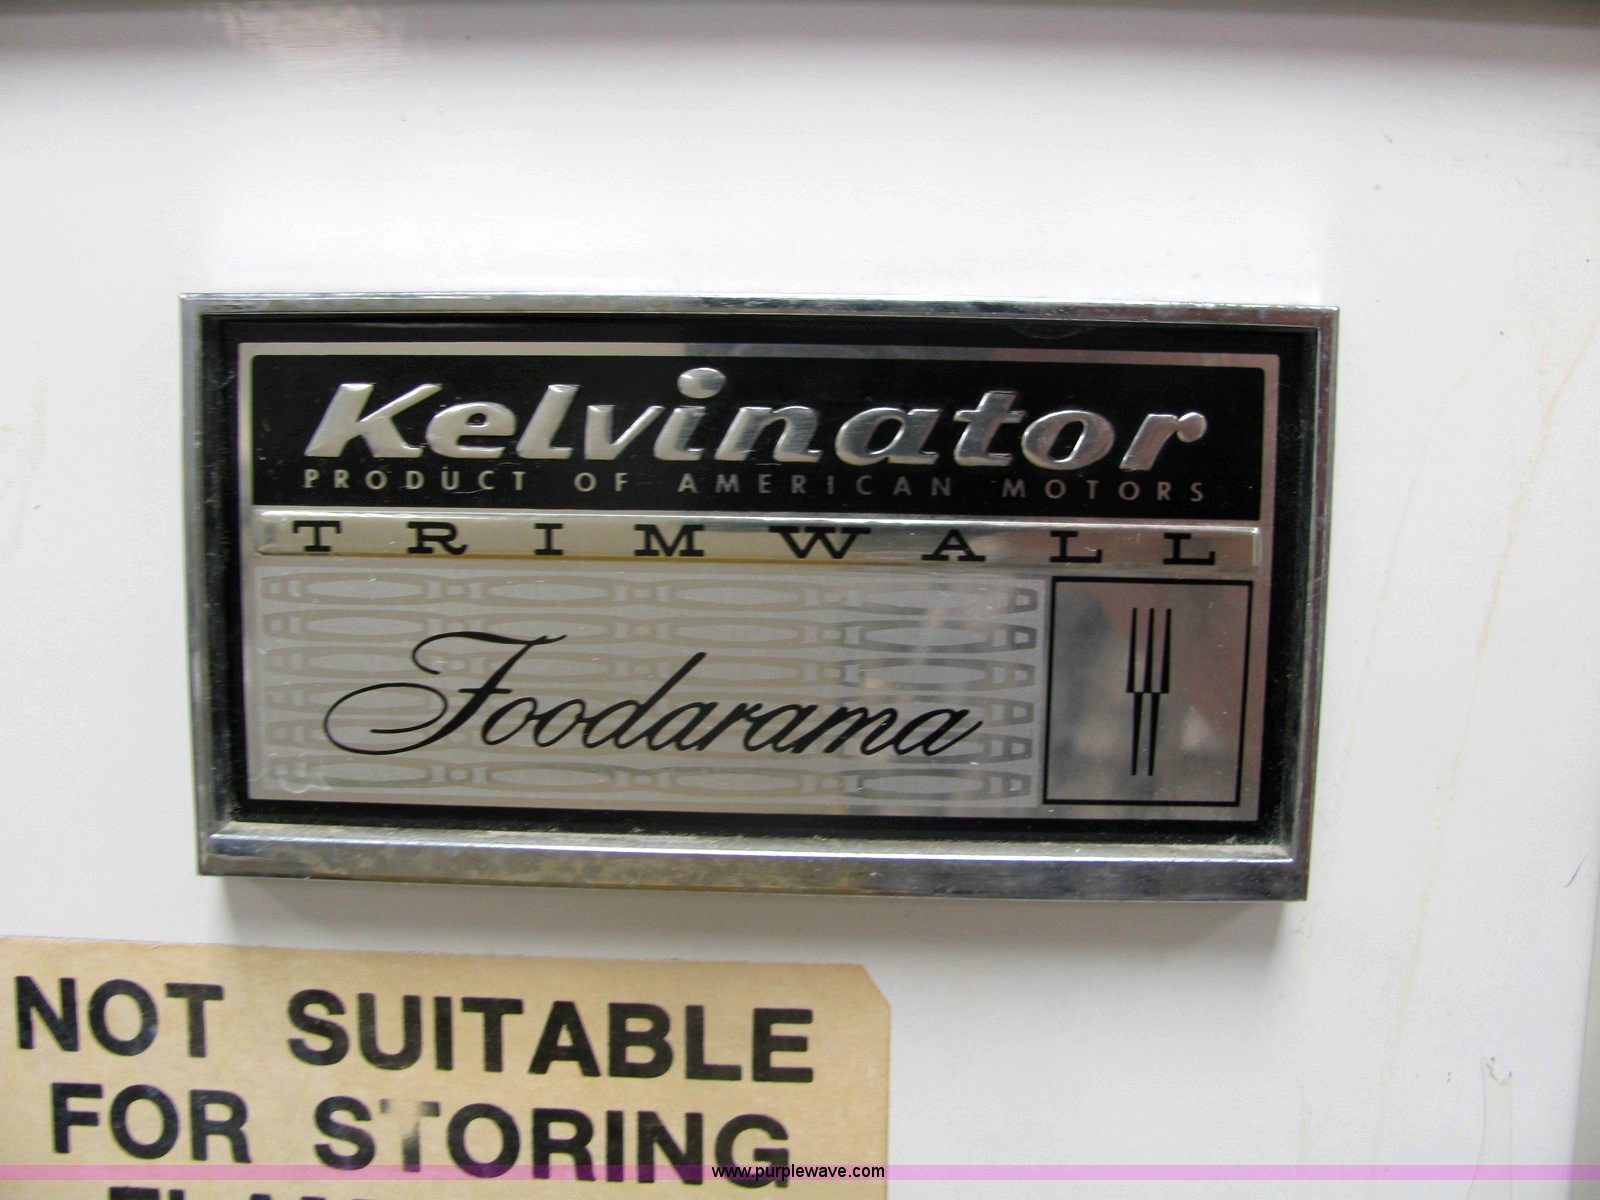 Kelvinator
PRODUCT OF AMERICAN MOTORS
TRIMWALL
Foodarama
NOT SUITABLE
FOR STORING
www.purplewave.com